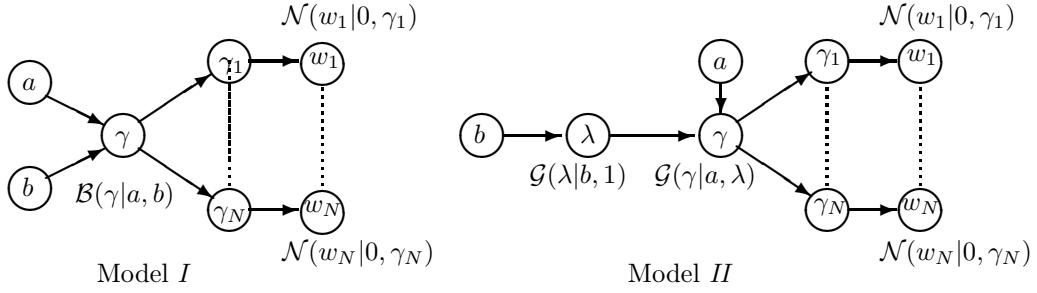 𝒩(w₁|0, γ₁)
a
γ₁
w₁
γ
b
ℬ(γ|a, b)
γ_N
w_N
𝒩(w_N|0, γ_N)
Model I
𝒩(w₁|0, γ₁)
a
γ₁
w₁
b
λ
γ
𝒢(λ|b, 1)
𝒢(γ|a, λ)
γ_N
w_N
𝒩(w_N|0, γ_N)
Model II